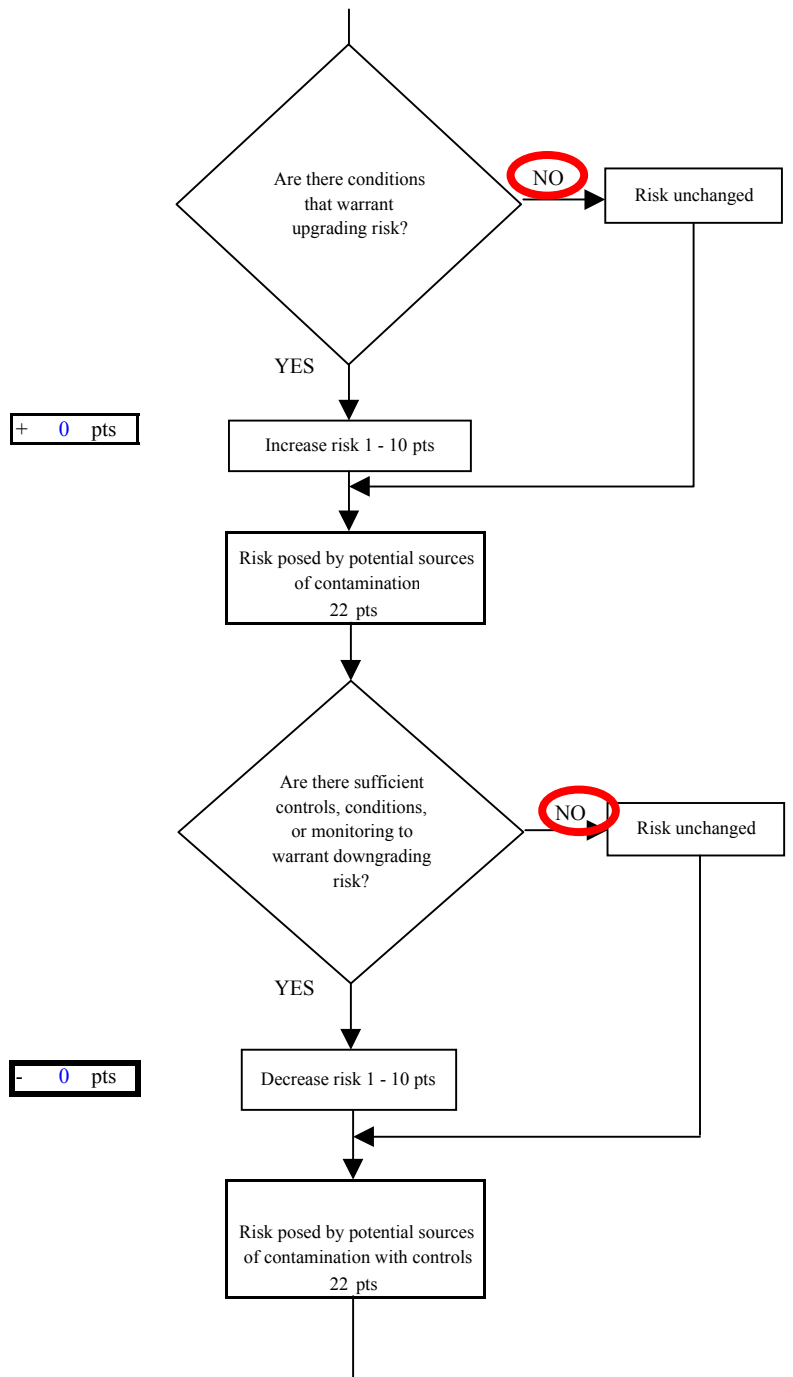 Are there conditions
that warrant
upgrading risk?
NO
Risk unchanged
YES
+ 0 pts
Increase risk 1 - 10 pts
Risk posed by potential sources
of contamination
22 pts
Are there sufficient
controls, conditions,
or monitoring to
warrant downgrading
risk?
NO
Risk unchanged
YES
- 0 pts
Decrease risk 1 - 10 pts
Risk posed by potential sources
of contamination with controls
22 pts